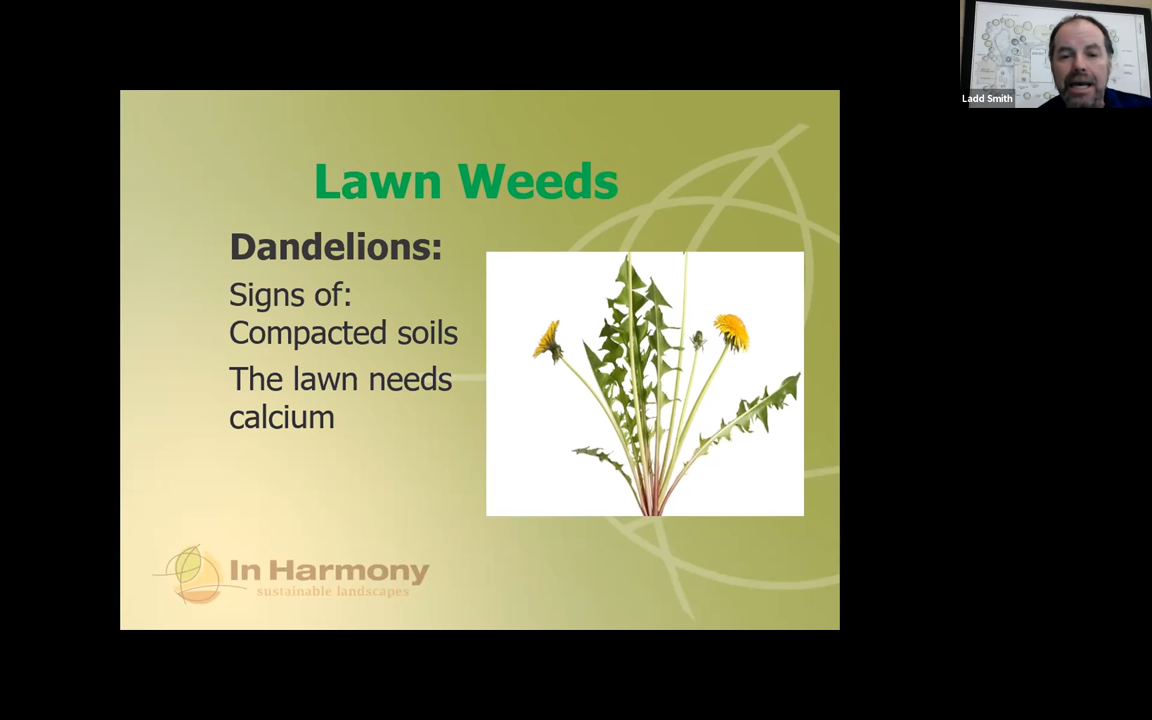 Ladd Smith
Lawn Weeds
Dandelions:
Signs of:
Compacted soils
The lawn needs
calcium
In Harmony
sustainable landscapes